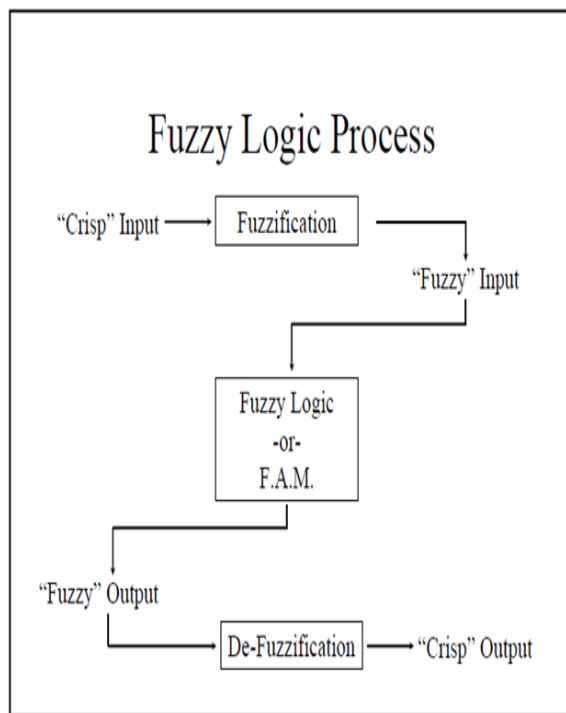 Fuzzy Logic Process
“Crisp” Input
Fuzzification
“Fuzzy” Input
Fuzzy Logic
-or-
F.A.M.
“Fuzzy” Output
De-Fuzzification
“Crisp” Output